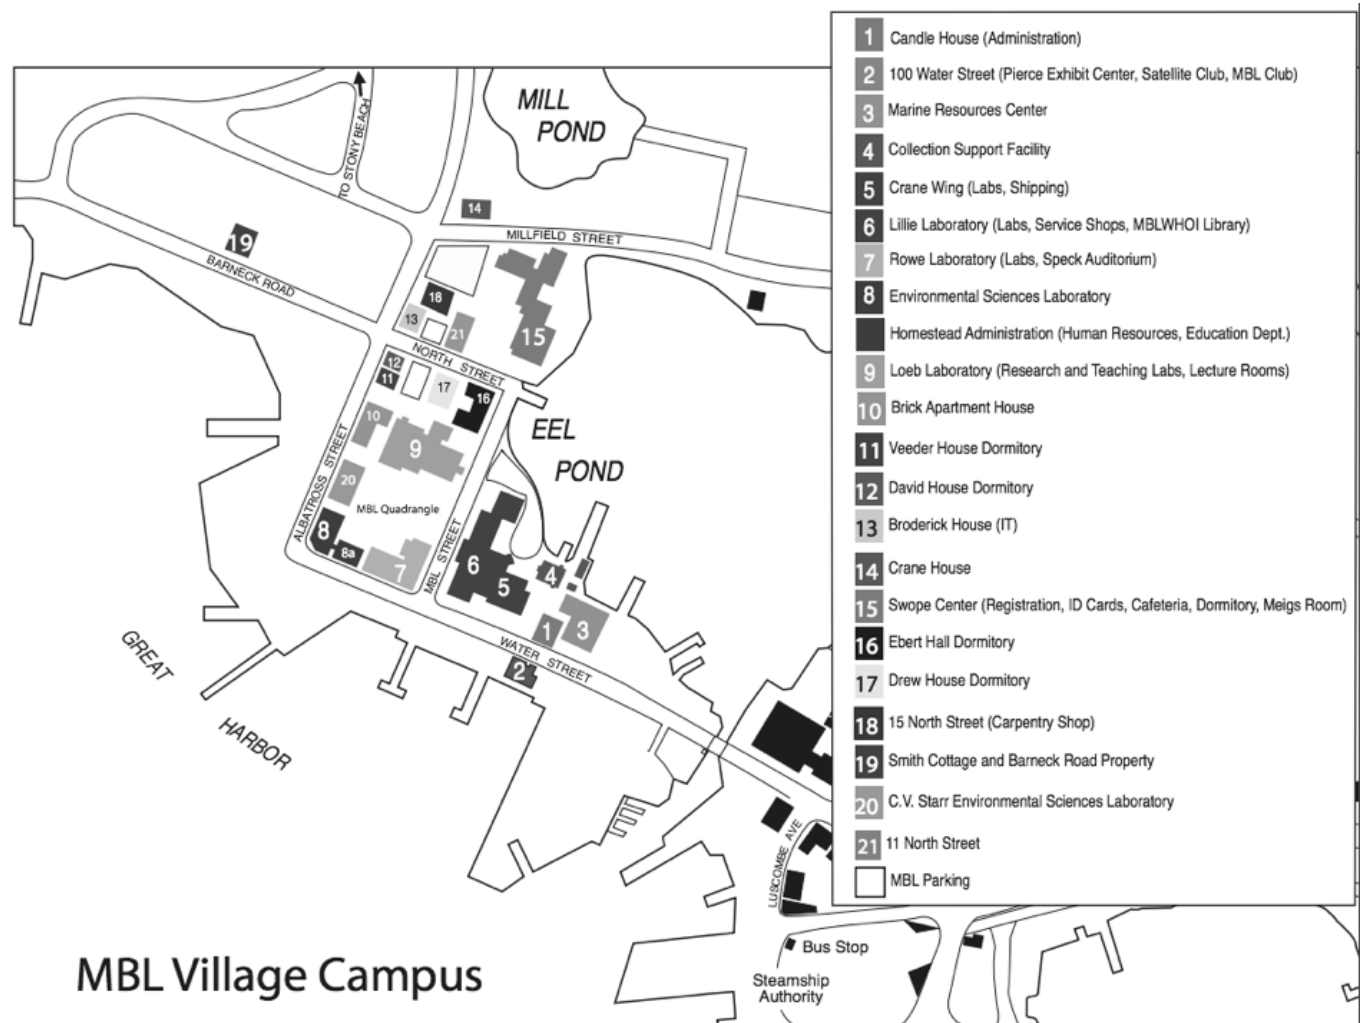 MILL
POND
TO STONY BEACH
14
MILLFIELD STREET
19
BARNECK ROAD
18
13
21
15
NORTH STREET
12
11
17
16
10
9
EEL
POND
ALBATROSS STREET
20
MBL Quadrangle
8
8a
7
MBL STREET
6
5
4
1
3
WATER STREET
2
GREAT
HARBOR
LUSCOMBE AVE
Bus Stop
Steamship
Authority
MBL Village Campus
1 Candle House (Administration)
2 100 Water Street (Pierce Exhibit Center, Satellite Club, MBL Club)
3 Marine Resources Center
4 Collection Support Facility
5 Crane Wing (Labs, Shipping)
6 Lillie Laboratory (Labs, Service Shops, MBLWHOI Library)
7 Rowe Laboratory (Labs, Speck Auditorium)
8 Environmental Sciences Laboratory
Homestead Administration (Human Resources, Education Dept.)
9 Loeb Laboratory (Research and Teaching Labs, Lecture Rooms)
10 Brick Apartment House
11 Veeder House Dormitory
12 David House Dormitory
13 Broderick House (IT)
14 Crane House
15 Swope Center (Registration, ID Cards, Cafeteria, Dormitory, Meigs Room)
16 Ebert Hall Dormitory
17 Drew House Dormitory
18 15 North Street (Carpentry Shop)
19 Smith Cottage and Barneck Road Property
20 C.V. Starr Environmental Sciences Laboratory
21 11 North Street
MBL Parking